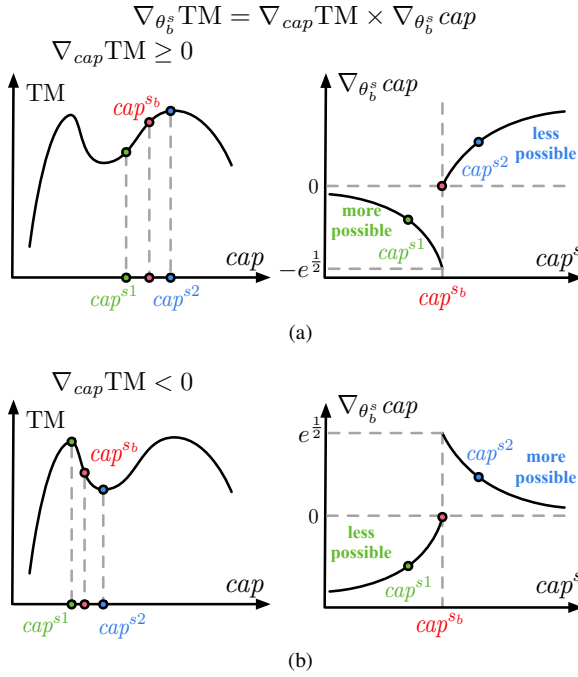 ∇_{θ_b^s} TM = ∇_{cap} TM × ∇_{θ_b^s} cap
∇_{cap} TM ≥ 0
TM
cap^{s_b}
cap
cap^{s1}
cap^{s2}
∇_{θ_b^s} cap
less
possible
cap^{s2}
0
more
possible
cap^{s1}
−e^{1/2}
cap^s
cap^{s_b}
(a)
∇_{cap} TM < 0
TM
cap^{s_b}
cap
cap^{s1}
cap^{s2}
∇_{θ_b^s} cap
e^{1/2}
cap^{s2}
more
possible
0
less
possible
cap^{s1}
cap^s
cap^{s_b}
(b)